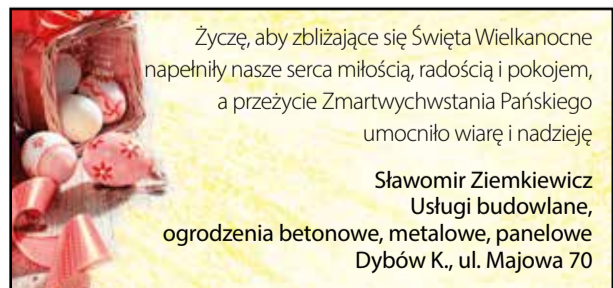 Życzę, aby zbliżające się Święta Wielkanocne
napełniły nasze serca miłością, radością i pokojem,
a przeżycie Zmartwychwstania Pańskiego
umocniło wiarę i nadzieję
Sławomir Ziemkiewicz
Usługi budowlane,
ogrodzenia betonowe, metalowe, panelowe
Dybów K., ul. Majowa 70